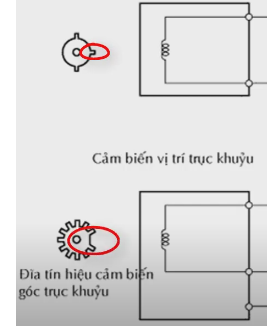 Cảm biến vị trí trục khuỷu
Đĩa tín hiệu cảm biến
góc trục khuỷu